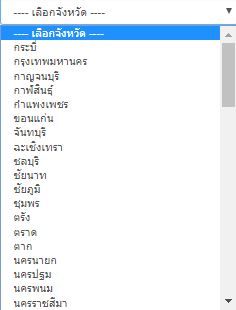 ---- เลือกจังหวัด ----
---- เลือกจังหวัด ----
กระบี่
กรุงเทพมหานคร
กาญจนบุรี
กาฬสินธุ์
กำแพงเพชร
ขอนแก่น
จันทบุรี
ฉะเชิงเทรา
ชลบุรี
ชัยนาท
ชัยภูมิ
ชุมพร
ตรัง
ตราด
ตาก
นครนายก
นครปฐม
นครพนม
นครราชสีมา